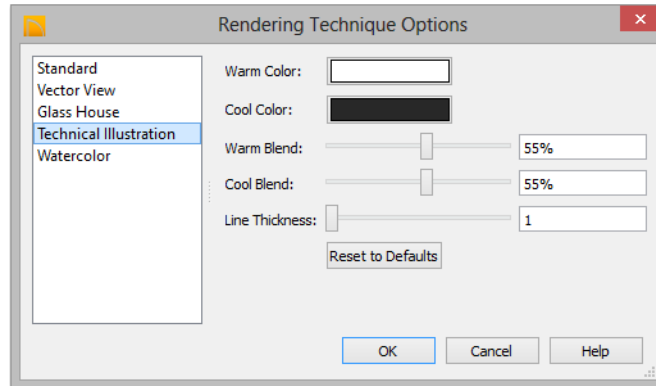 Rendering Technique Options
Standard
Vector View
Glass House
Technical Illustration
Watercolor
Warm Color:
Cool Color:
Warm Blend:
55%
Cool Blend:
55%
Line Thickness:
1
Reset to Defaults
OK
Cancel
Help